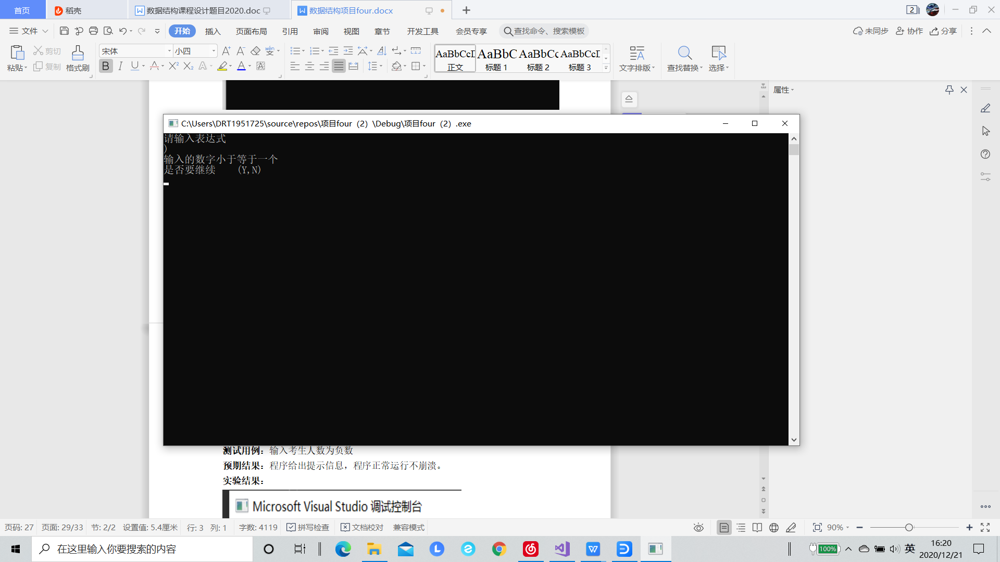 首页
稻壳
数据结构课程设计题目2020.doc
数据结构项目four.docx
2
文件
开始
插入
页面布局
引用
审阅
视图
章节
开发工具
会员专享
查找命令、搜索模板
未同步
协作
分享
粘贴
剪切
复制
格式刷
宋体
小四
AaBbCcD
正文
AaBbC
标题 1
AaBbCc
标题 2
AaBbCcI
标题 3
文字排版
查找替换
选择
属性
C:\Users\DRT1951725\source\repos\项目four（2）\Debug\项目four（2）.exe
请输入表达式
)
输入的数字小于等于一个
是否要继续    (Y,N)
测试用例：输入考生人数为负数
预期结果：程序给出提示信息，程序正常运行不崩溃。
实验结果：
Microsoft Visual Studio 调试控制台
页码: 27
页面: 29/33
节: 2/2
设置值: 5.4厘米
行: 3
列: 1
字数: 4119
拼写检查
文档校对
兼容模式
90%
在这里输入你要搜索的内容
100%
英
16:20
2020/12/21